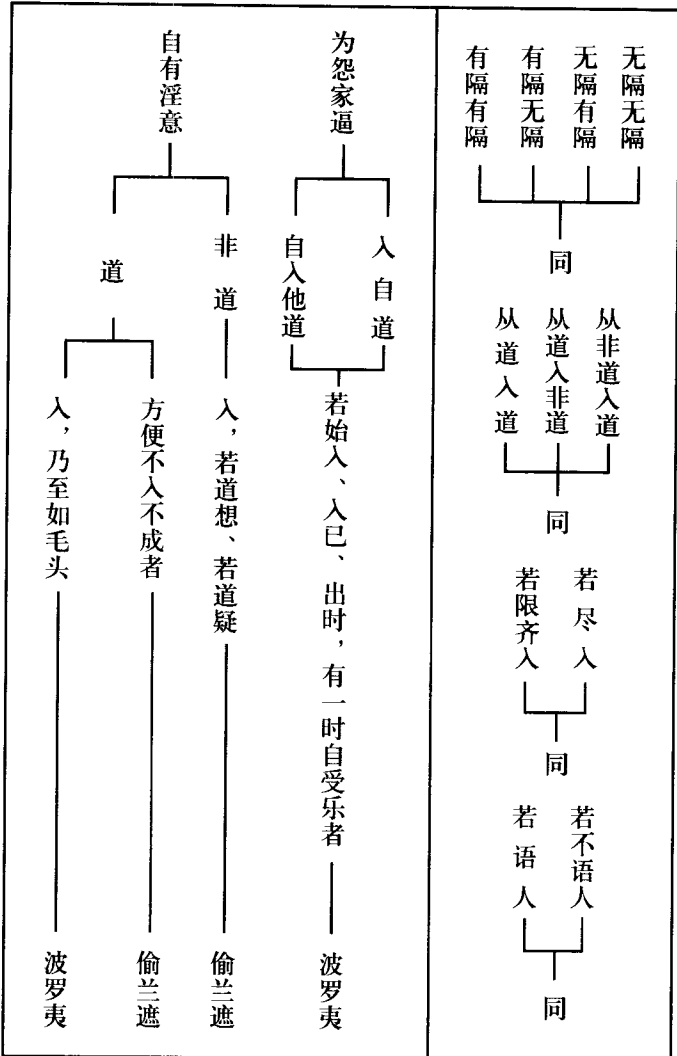 无隔无隔
无隔有隔
有隔无隔
有隔有隔
同
从非道入道
从道入非道
从道入道
同
若尽入
若限齐入
同
若不语人
若语人
同
为怨家逼
入自道
自入他道
若始入、入已、出时，有一时自受乐者
波罗夷
自有淫意
非道
入，若道想、若道疑
偷兰遮
道
方便不入不成者
偷兰遮
入，乃至如毛头
波罗夷